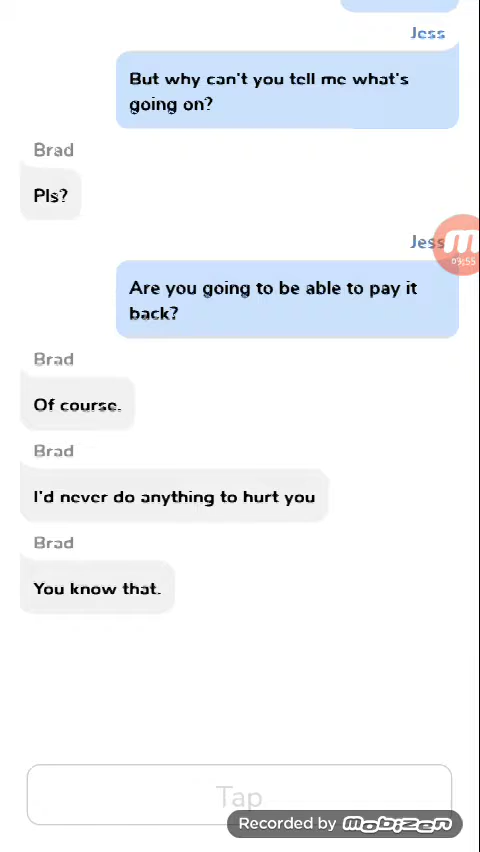 Jess
But why can't you tell me what's
going on?
Brad
Pls?
Jess
03:55
Are you going to be able to pay it
back?
Brad
Of course.
Brad
I'd never do anything to hurt you
Brad
You know that.
Tap
Recorded by mobizen